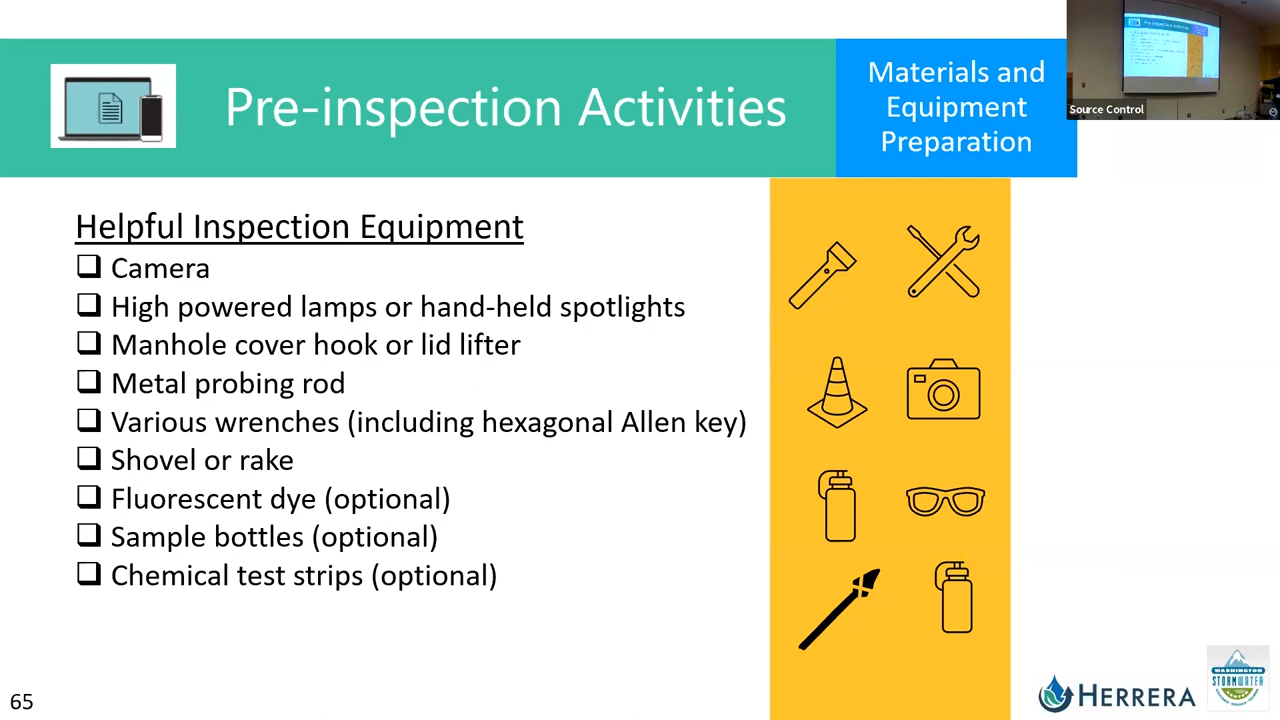 Pre-inspection Activities
Materials and
Equipment
Preparation
Source Control
Helpful Inspection Equipment
Camera
High powered lamps or hand-held spotlights
Manhole cover hook or lid lifter
Metal probing rod
Various wrenches (including hexagonal Allen key)
Shovel or rake
Fluorescent dye (optional)
Sample bottles (optional)
Chemical test strips (optional)
65
HERRERA
WASHINGTON
STORMWATER
CENTER